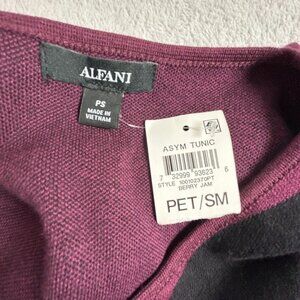 ALFANI
PS
MADE IN
VIETNAM
ASYM TUNIC
7 32999 93623 6
STYLE 100102370PT
BERRY JAM
PET/SM